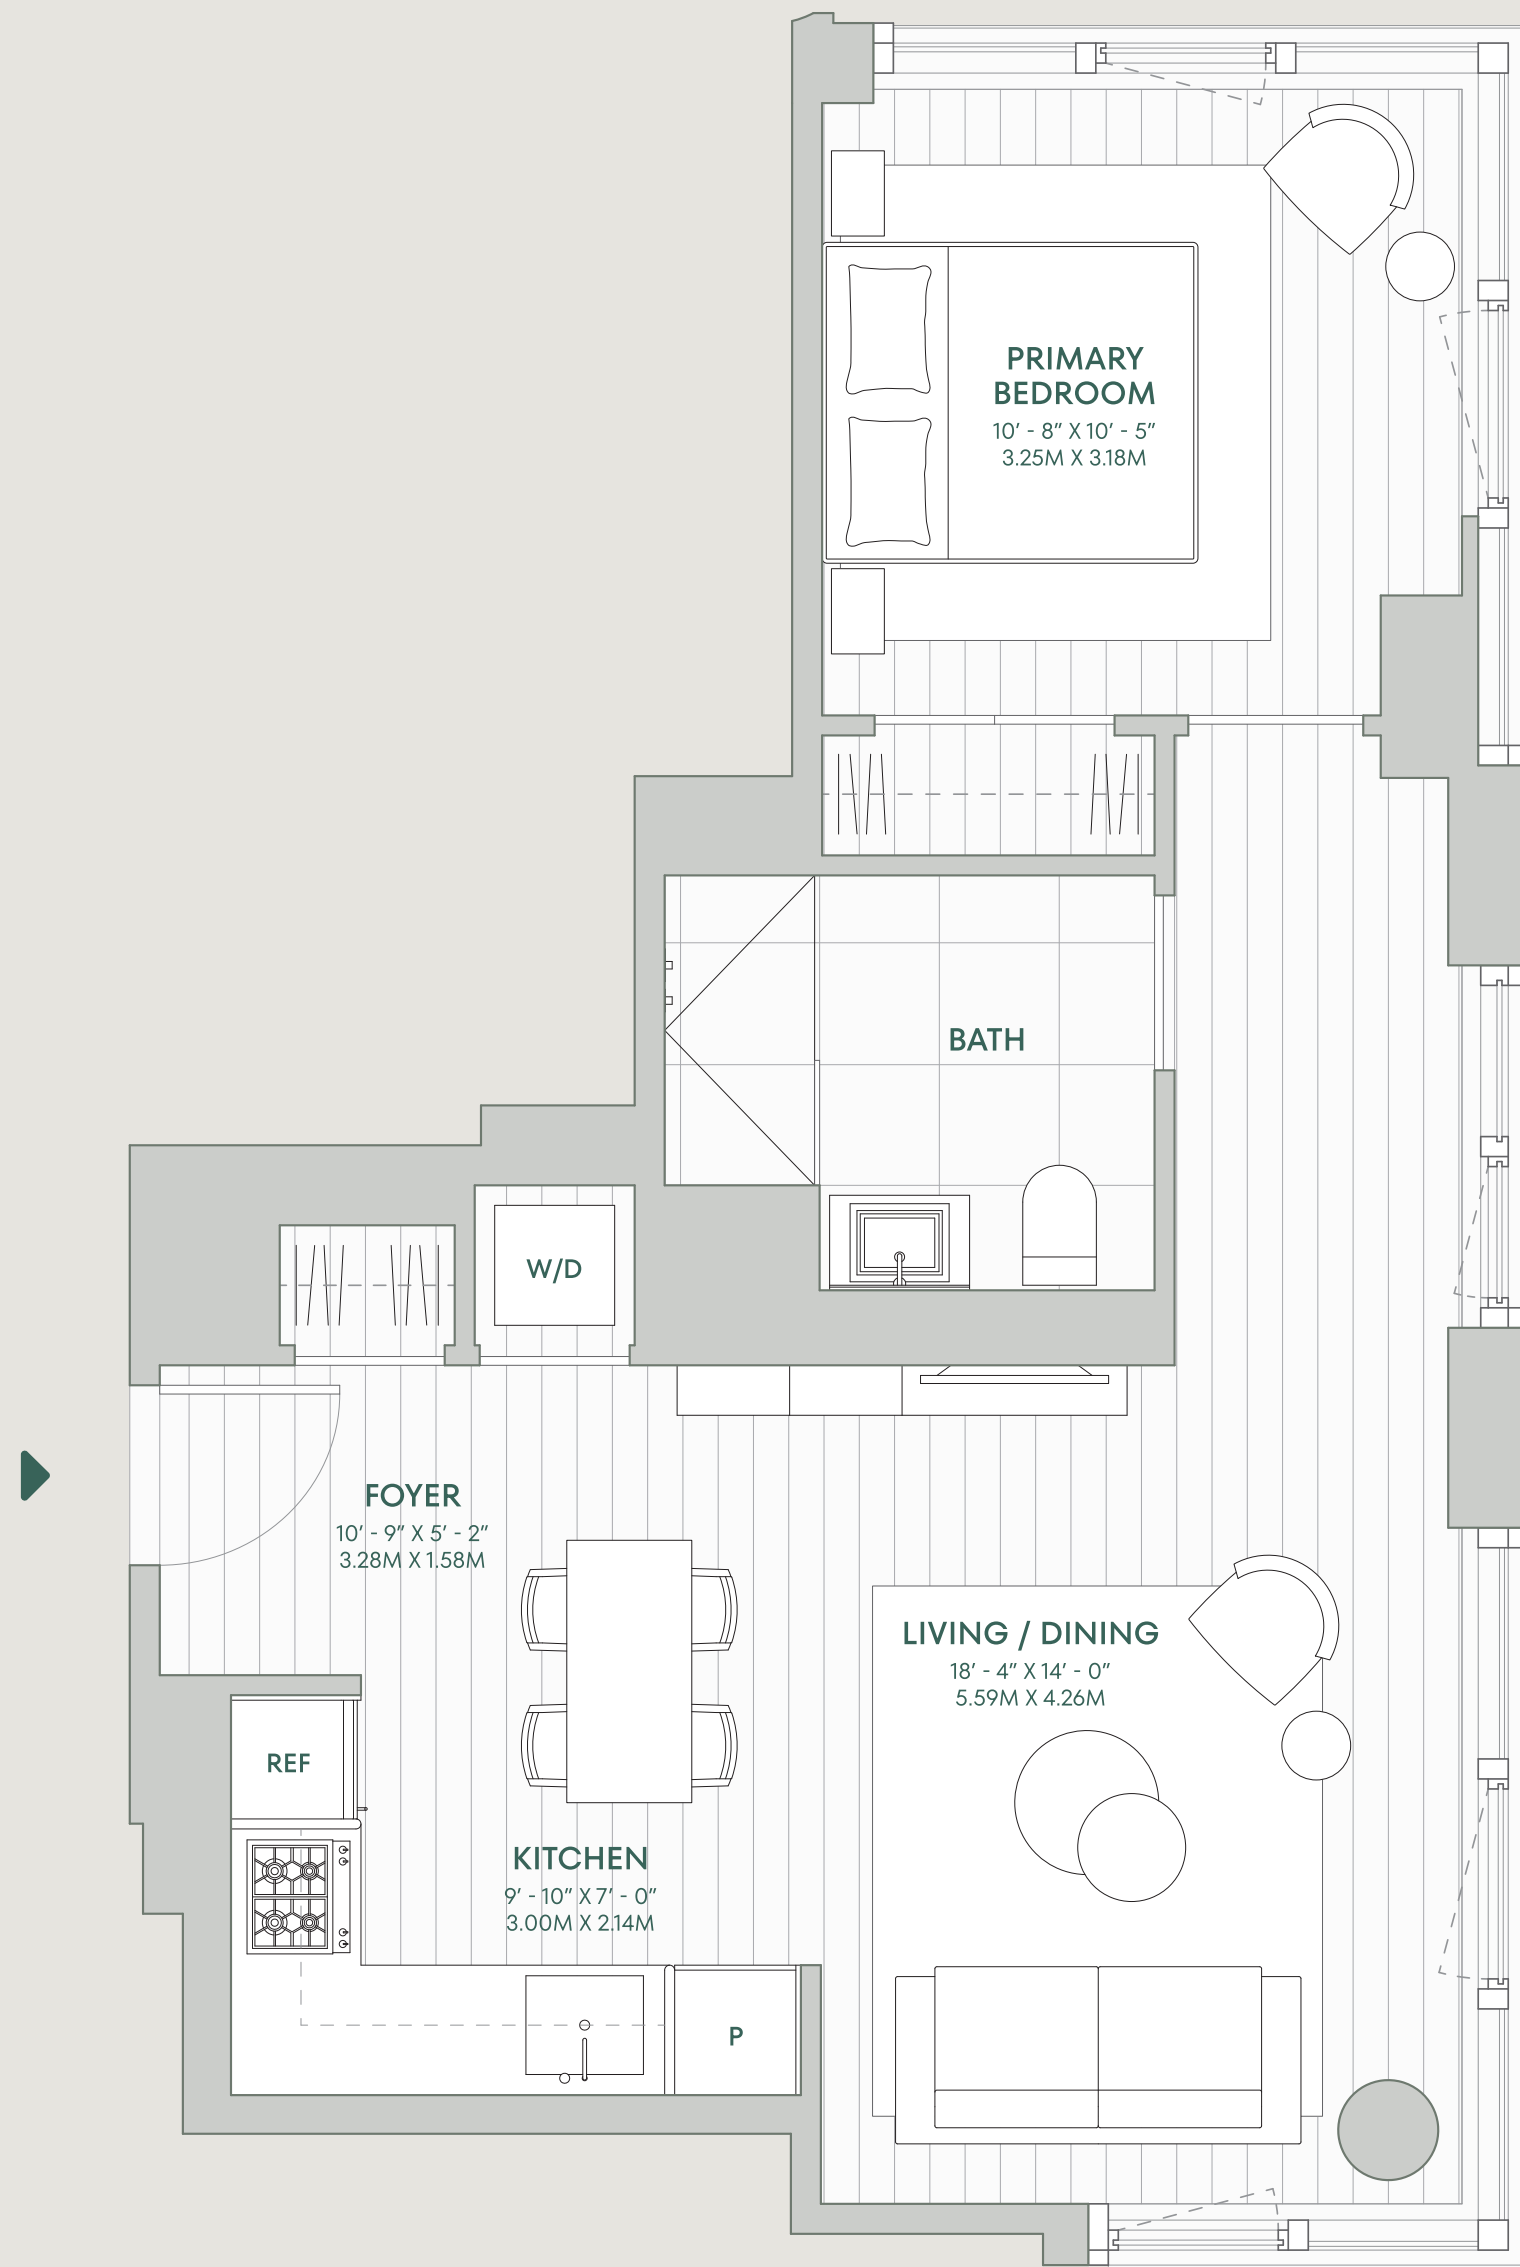 PRIMARY
BEDROOM
10’ - 8” X 10’ - 5”
3.25M X 3.18M
BATH
W/D
FOYER
10’ - 9” X 5’ - 2”
3.28M X 1.58M
LIVING / DINING
18’ - 4” X 14’ - 0”
5.59M X 4.26M
REF
KITCHEN
9’ - 10” X 7’ - 0”
3.00M X 2.14M
P